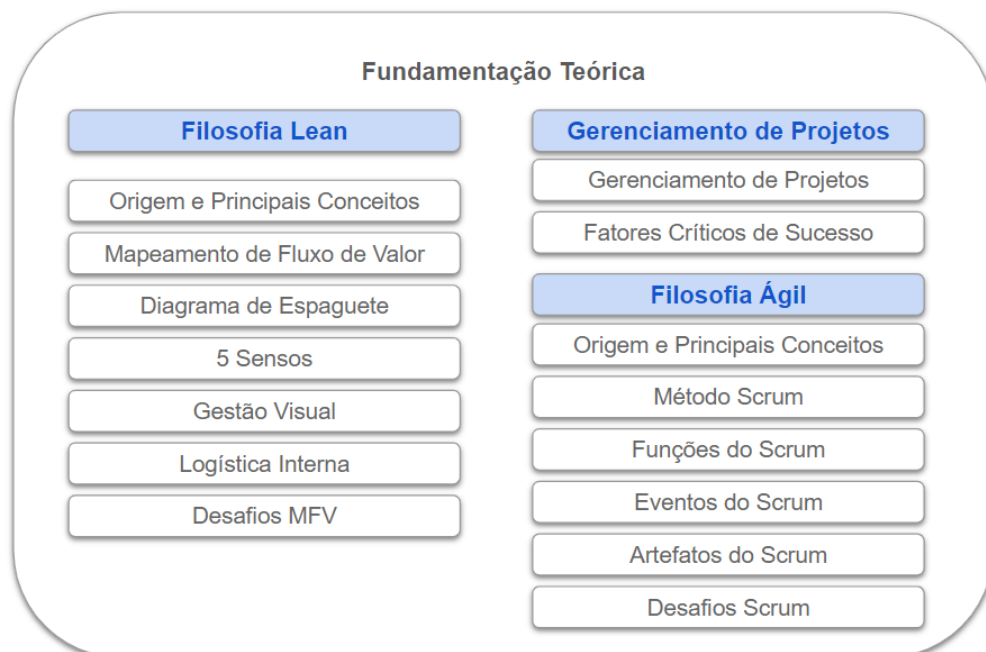 Fundamentação Teórica
Filosofia Lean
Origem e Principais Conceitos
Mapeamento de Fluxo de Valor
Diagrama de Espaguete
5 Sensos
Gestão Visual
Logística Interna
Desafios MFV
Gerenciamento de Projetos
Gerenciamento de Projetos
Fatores Críticos de Sucesso
Filosofia Ágil
Origem e Principais Conceitos
Método Scrum
Funções do Scrum
Eventos do Scrum
Artefatos do Scrum
Desafios Scrum